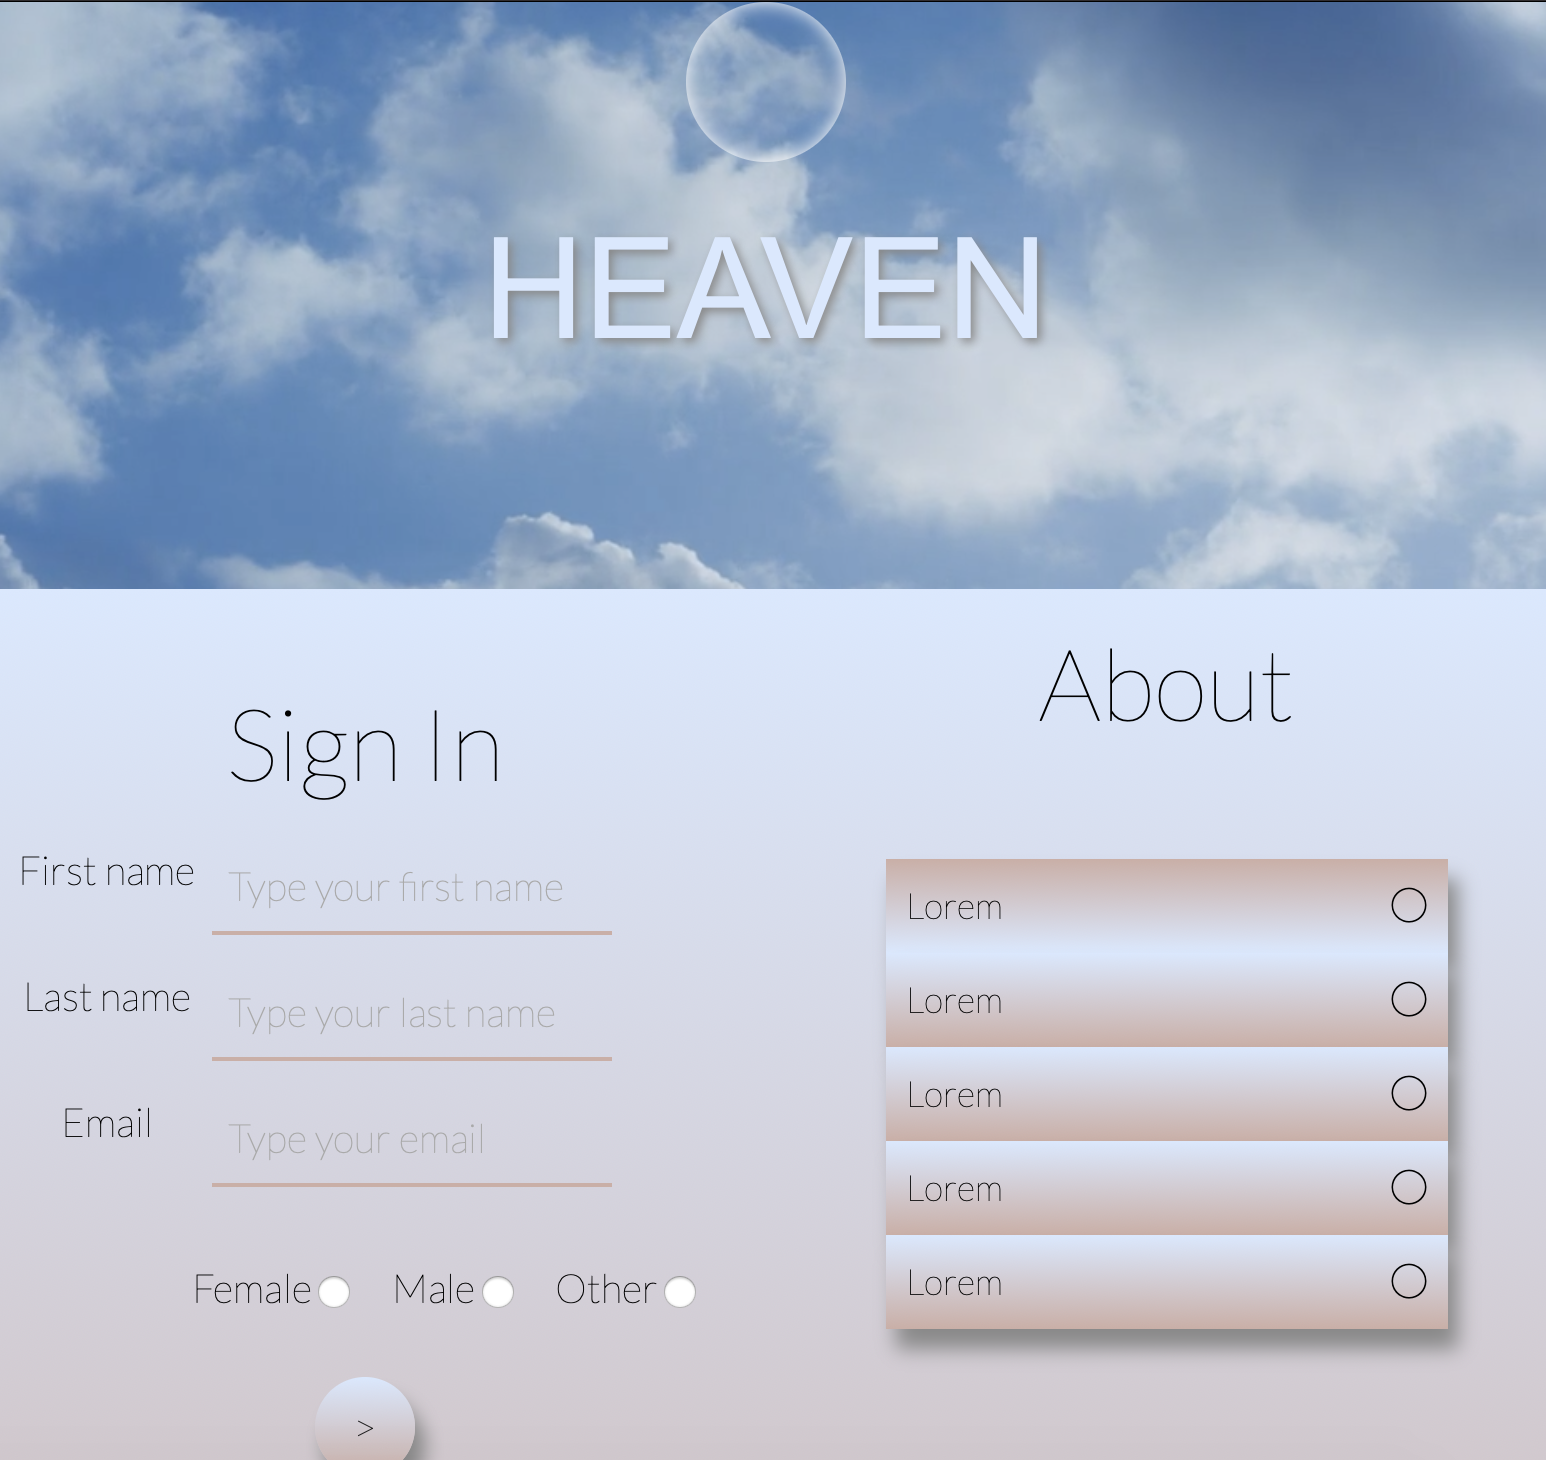 HEAVEN
Sign In
First name
Type your first name
Last name
Type your last name
Email
Type your email
Female Male Other
>
About
Lorem
Lorem
Lorem
Lorem
Lorem